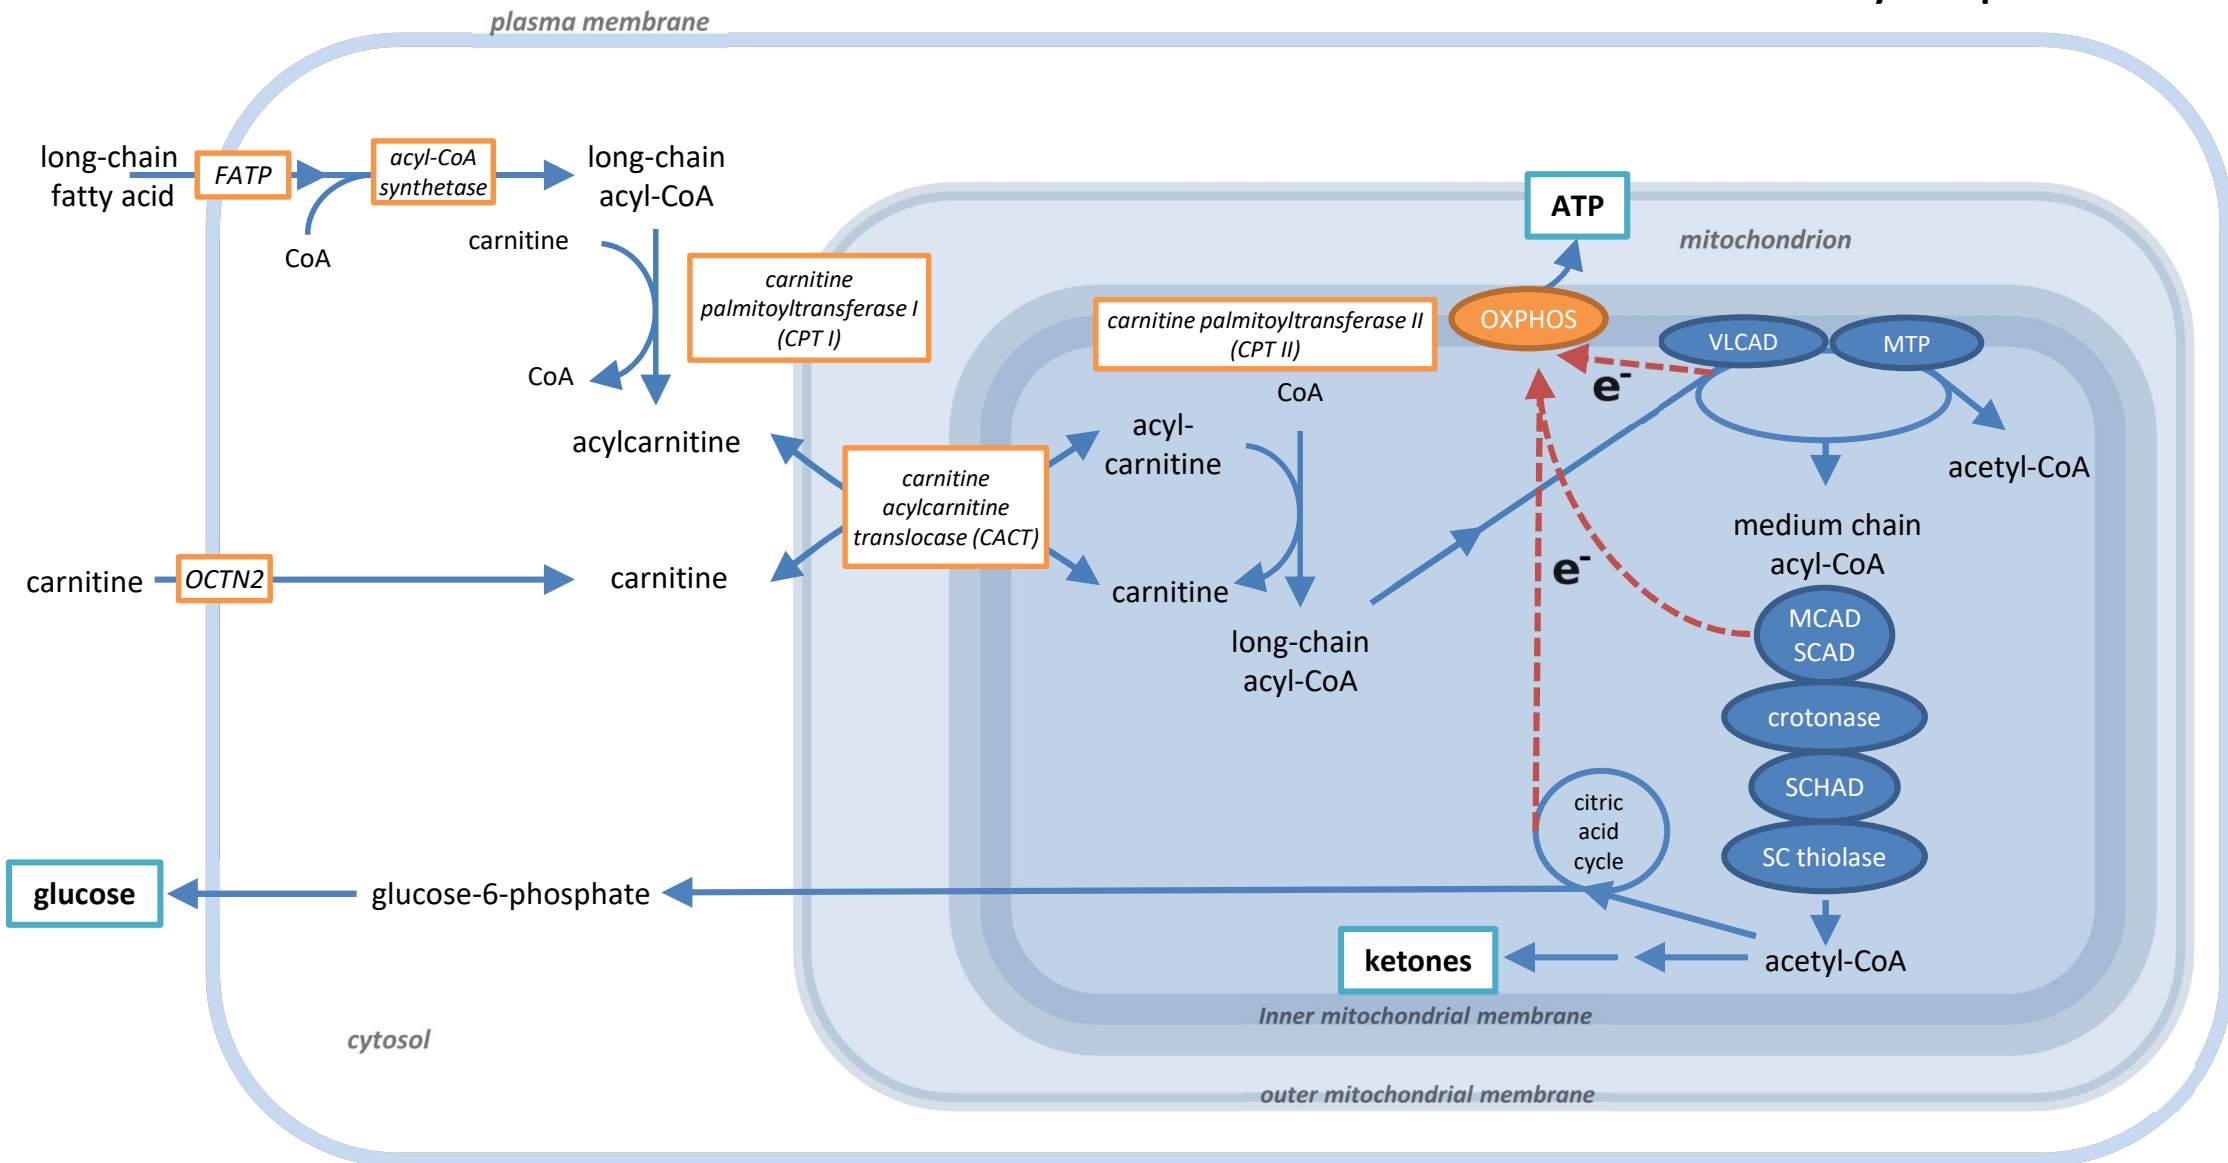 plasma membrane
long-chain
fatty acid
FATP
acyl-CoA
synthetase
long-chain
acyl-CoA
CoA
carnitine
carnitine
palmitoyltransferase I
(CPT I)
CoA
acylcarnitine
carnitine
OCTN2
carnitine
carnitine
acylcarnitine
translocase (CACT)
ATP
mitochondrion
carnitine palmitoyltransferase II
(CPT II)
OXPHOS
VLCAD
MTP
e-
CoA
acyl-
carnitine
carnitine
long-chain
acyl-CoA
acetyl-CoA
medium chain
acyl-CoA
e-
MCAD
SCAD
crotonase
SCHAD
SC thiolase
citric
acid
cycle
glucose
glucose-6-phosphate
ketones
acetyl-CoA
Inner mitochondrial membrane
cytosol
outer mitochondrial membrane